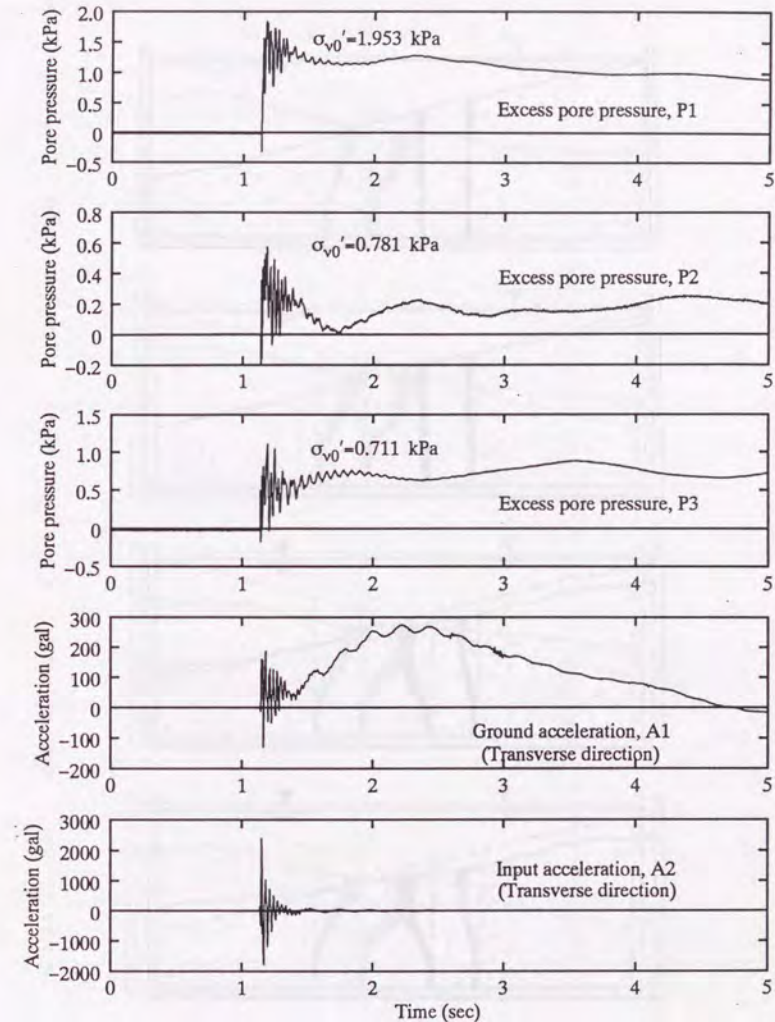 Pore pressure (kPa)
2.0
1.5
1.0
0.5
0
−0.5
σv0'=1.953 kPa
Excess pore pressure, P1
0 1 2 3 4 5
Pore pressure (kPa)
0.8
0.6
0.4
0.2
0
−0.2
σv0'=0.781 kPa
Excess pore pressure, P2
0 1 2 3 4 5
Pore pressure (kPa)
1.5
1.0
0.5
0
−0.5
σv0'=0.711 kPa
Excess pore pressure, P3
0 1 2 3 4 5
Acceleration (gal)
300
200
100
0
−100
−200
Ground acceleration, A1
(Transverse direction)
0 1 2 3 4 5
Acceleration (gal)
3000
2000
1000
0
−1000
−2000
Input acceleration, A2
(Transverse direction)
0 1 2 3 4 5
Time (sec)